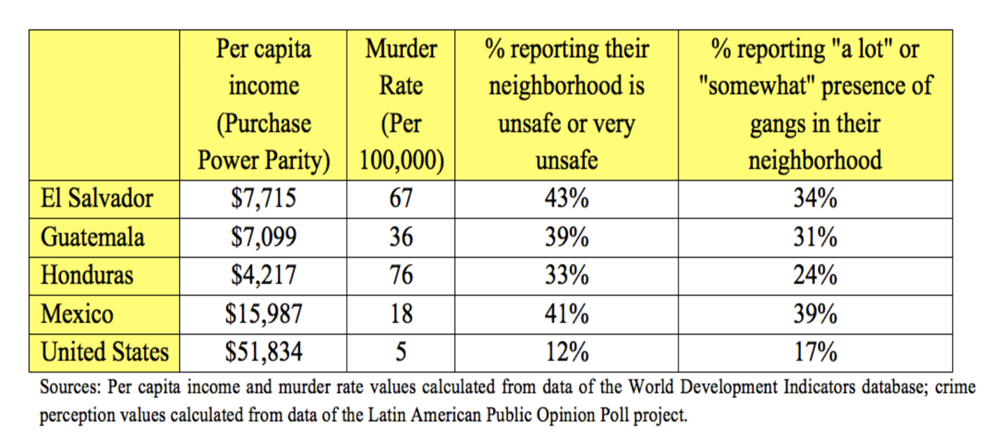 Per capita income (Purchase Power Parity) Murder Rate (Per 100,000) % reporting their neighborhood is unsafe or very unsafe % reporting "a lot" or "somewhat" presence of gangs in their neighborhood
El Salvador $7,715 67 43% 34%
Guatemala $7,099 36 39% 31%
Honduras $4,217 76 33% 24%
Mexico $15,987 18 41% 39%
United States $51,834 5 12% 17%
Sources: Per capita income and murder rate values calculated from data of the World Development Indicators database; crime
perception values calculated from data of the Latin American Public Opinion Poll project.